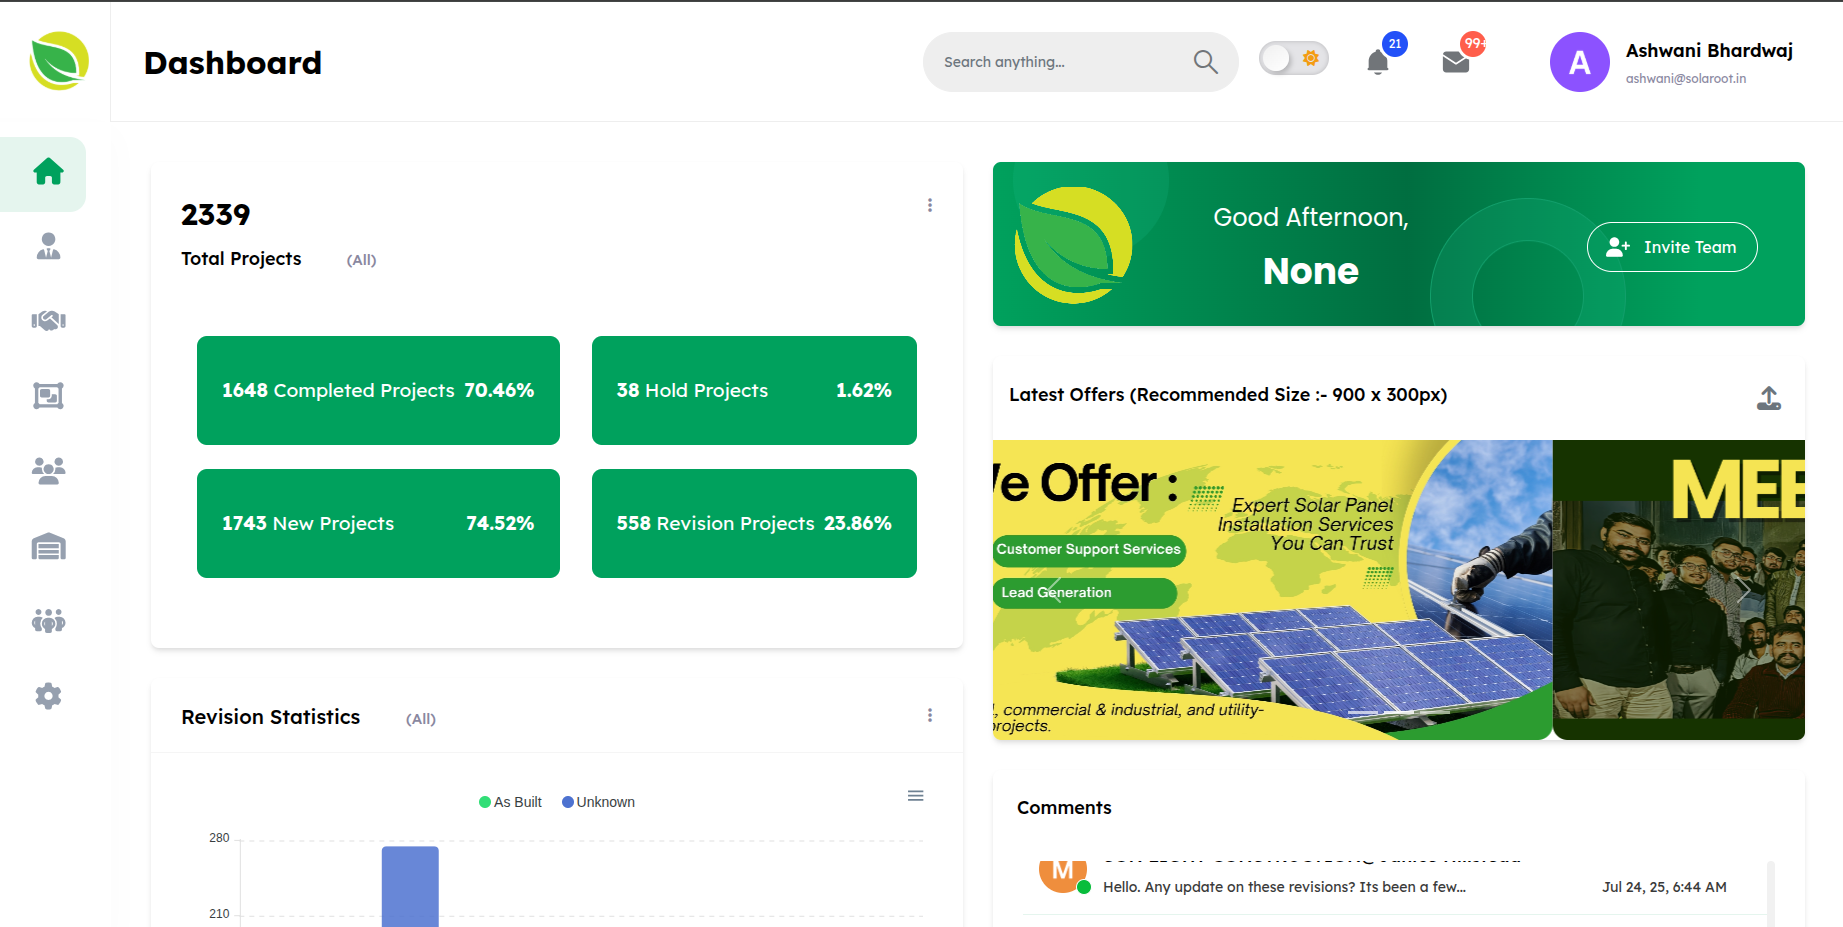 Dashboard
Search anything...
21
99+
A
Ashwani Bhardwaj
ashwani@solaroot.in
2339
Total Projects (All)
1648 Completed Projects 70.46%
38 Hold Projects 1.62%
1743 New Projects 74.52%
558 Revision Projects 23.86%
Good Afternoon,
None
Invite Team
Latest Offers (Recommended Size :- 900 x 300px)
e Offer :
Expert Solar Panel
Installation Services
You Can Trust
Customer Support Services
Lead Generation
, commercial & industrial, and utility-
rojects.
MEE
Revision Statistics (All)
As Built Unknown
280
210
Comments
M
Hello. Any update on these revisions? Its been a few... Jul 24, 25, 6:44 AM